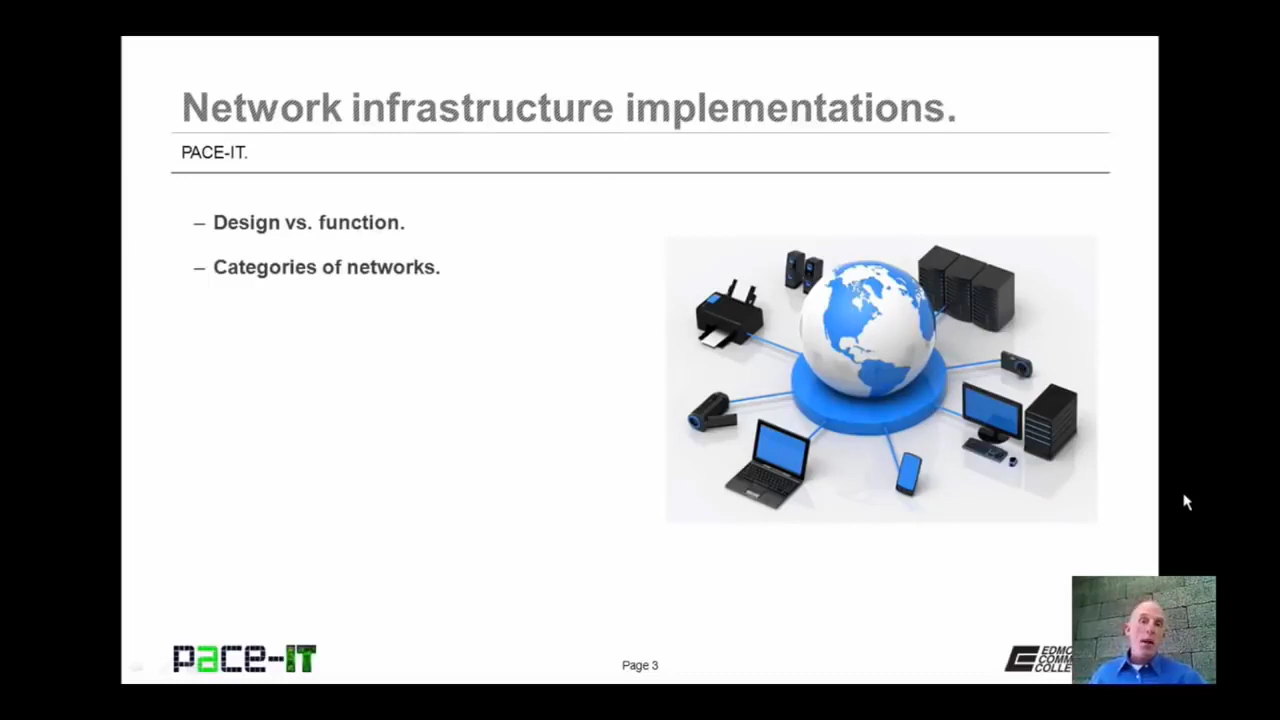 Network infrastructure implementations.
PACE-IT.
– Design vs. function.
– Categories of networks.
pace-IT
Page 3